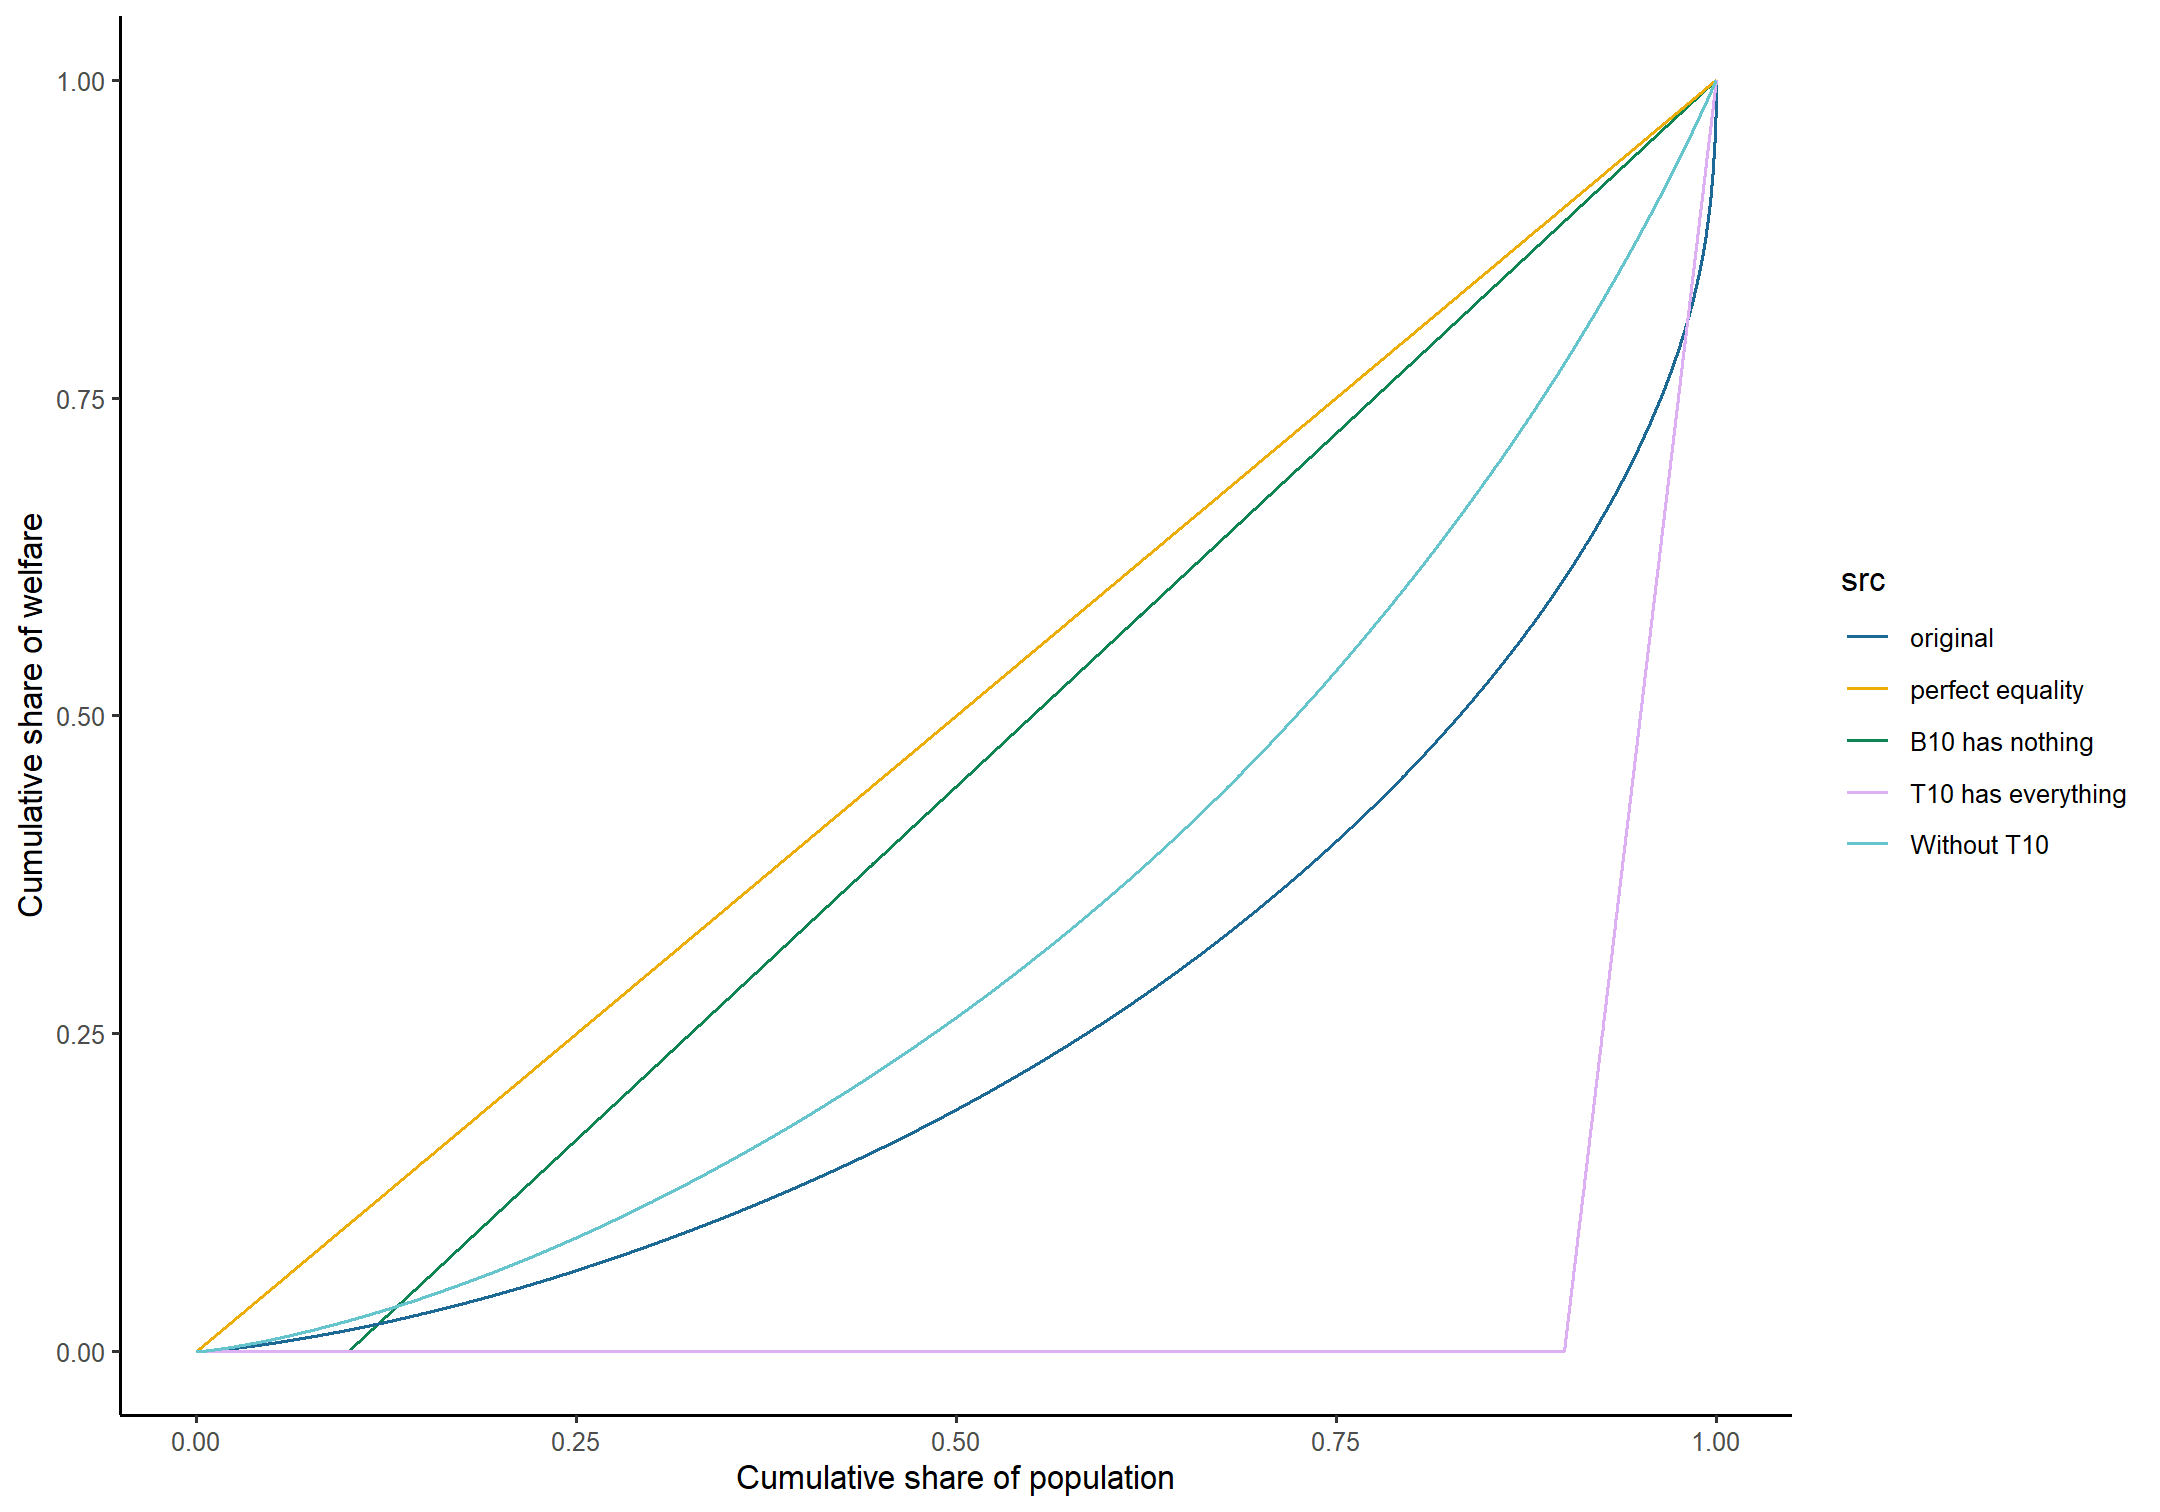 1.00
0.75
0.50
0.25
0.00
Cumulative share of welfare
0.00 0.25 0.50 0.75 1.00
Cumulative share of population
src
original
perfect equality
B10 has nothing
T10 has everything
Without T10